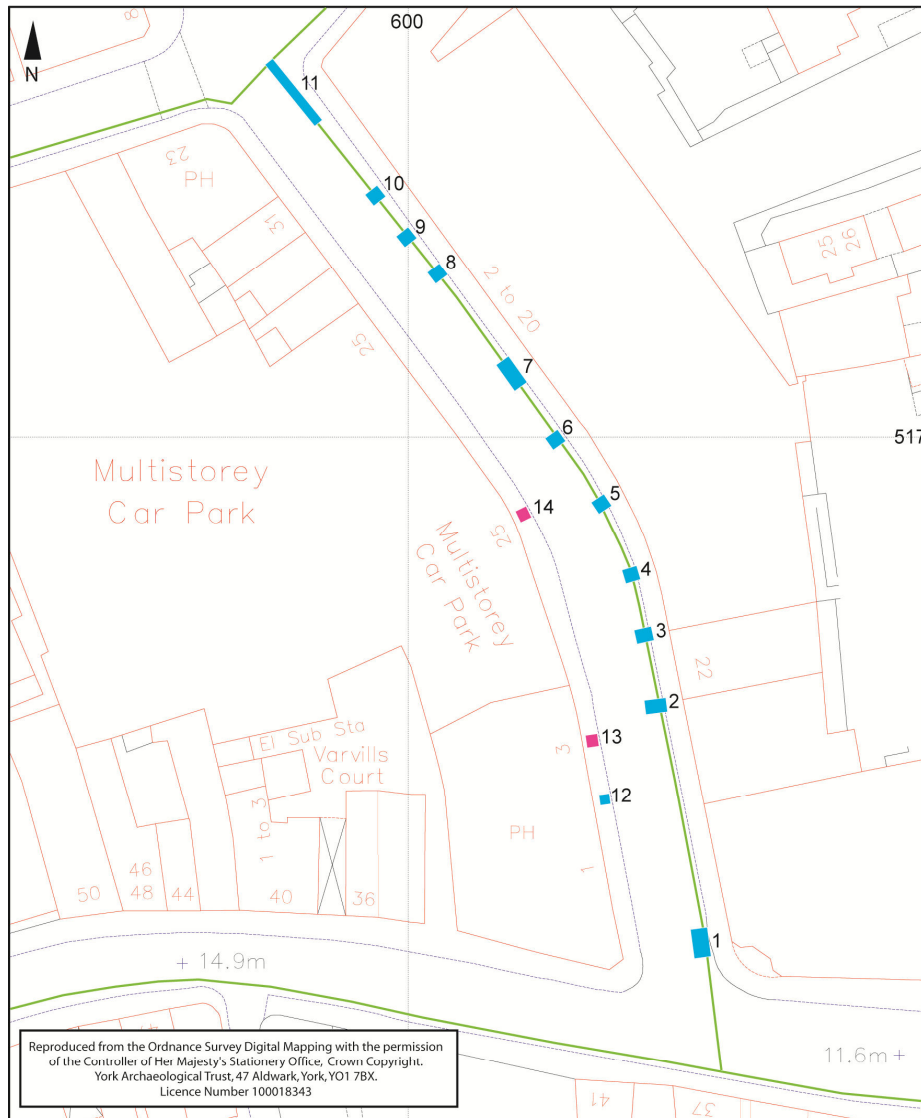 600
N
8
11
23
PH
10
31
9
8
2 to 20
25
26
25
7
6
517
Multistorey
Car Park
5
14
25
Multistorey
Car Park
4
3
22
2
El Sub Sta
13
3
Varvills
Court
12
1 to 3
PH
1
46
48
50
44
40
36
1
+ 14.9m
11.6m +
Reproduced from the Ordnance Survey Digital Mapping with the permission
of the Controller of Her Majesty's Stationery Office, Crown Copyright.
York Archaeological Trust, 47 Aldwark, York, YO1 7BX.
Licence Number 100018343
41
37